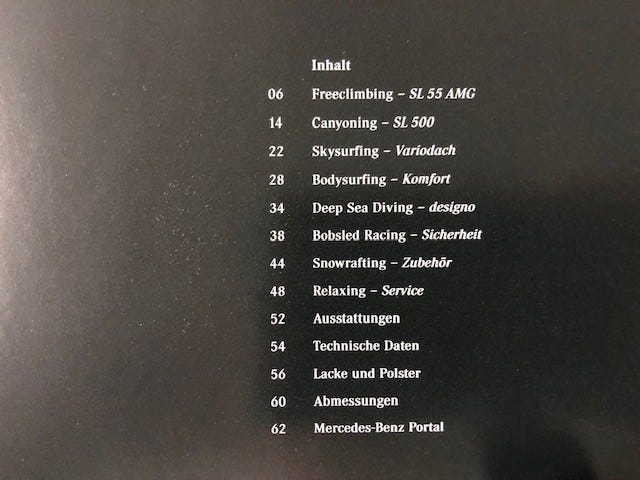 Inhalt
06 Freeclimbing – SL 55 AMG
14 Canyoning – SL 500
22 Skysurfing – Variodach
28 Bodysurfing – Komfort
34 Deep Sea Diving – designo
38 Bobsled Racing – Sicherheit
44 Snowrafting – Zubehör
48 Relaxing – Service
52 Ausstattungen
54 Technische Daten
56 Lacke und Polster
60 Abmessungen
62 Mercedes-Benz Portal